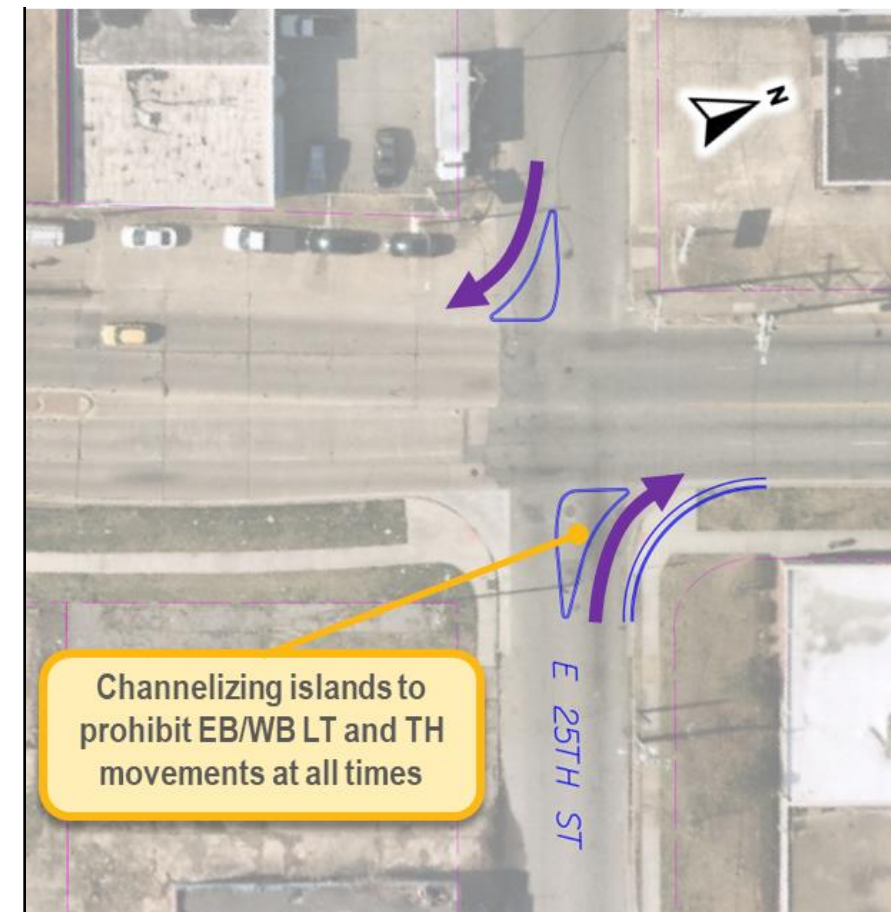 N
Channelizing islands to
prohibit EB/WB LT and TH
movements at all times
E 25TH ST